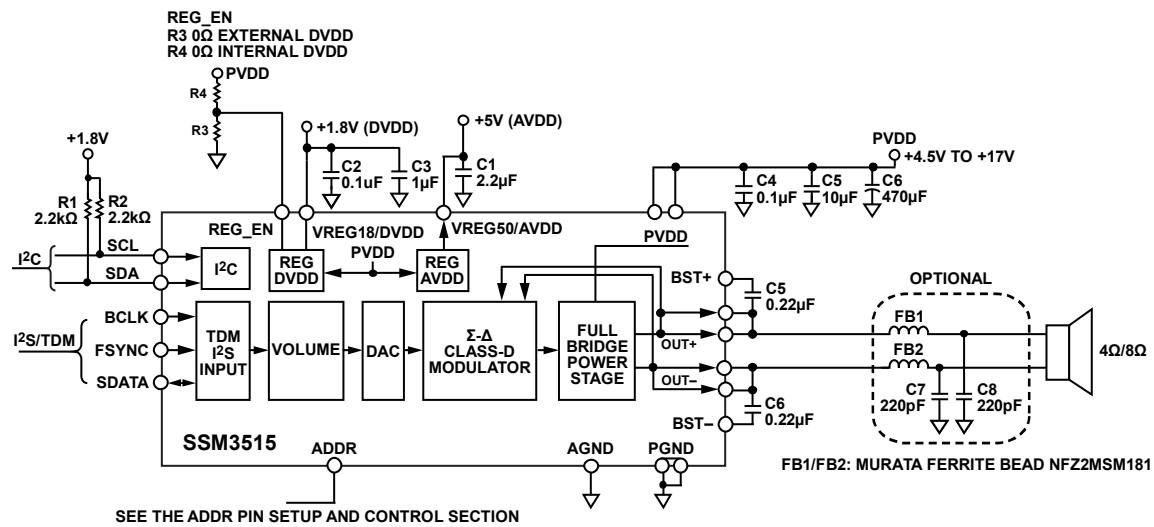 REG_EN
R3 0Ω EXTERNAL DVDD
R4 0Ω INTERNAL DVDD
PVDD
R4
R3
+1.8V
+1.8V (DVDD)
+5V (AVDD)
PVDD
+4.5V TO +17V
C2
0.1uF
C3
1µF
C1
2.2µF
C4
0.1µF
C5
10µF
C6
470µF
R1
2.2kΩ
R2
2.2kΩ
REG_EN
VREG18/DVDD
VREG50/AVDD
PVDD
PVDD
I²C
SCL
SDA
I²C
REG
DVDD
REG
AVDD
BST+
C5
0.22µF
OPTIONAL
I²S/TDM
BCLK
FSYNC
SDATA
TDM
I²S
INPUT
VOLUME
DAC
Σ-Δ
CLASS-D
MODULATOR
FULL
BRIDGE
POWER
STAGE
OUT+
OUT–
FB1
FB2
4Ω/8Ω
C7
220pF
C8
220pF
C6
0.22µF
BST–
SSM3515
ADDR
AGND
PGND
FB1/FB2: MURATA FERRITE BEAD NFZ2MSM181
SEE THE ADDR PIN SETUP AND CONTROL SECTION